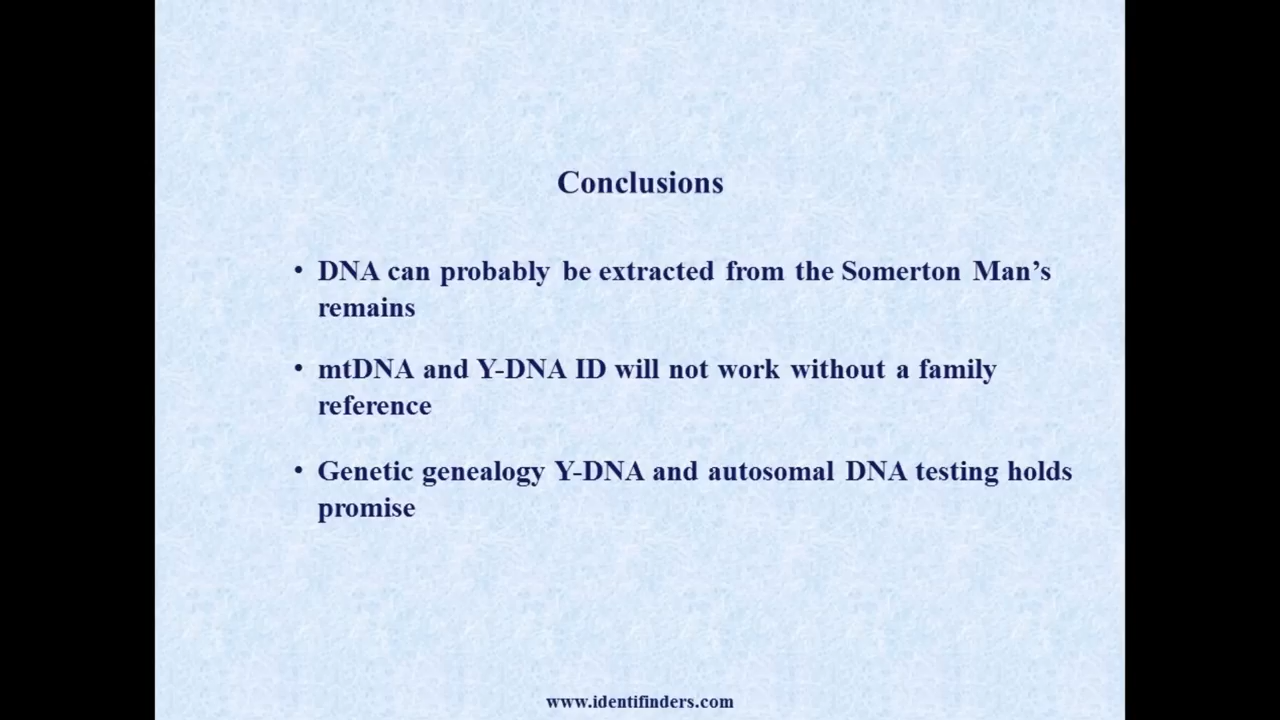 Conclusions
• DNA can probably be extracted from the Somerton Man’s
remains
• mtDNA and Y-DNA ID will not work without a family
reference
• Genetic genealogy Y-DNA and autosomal DNA testing holds
promise
www.identifinders.com